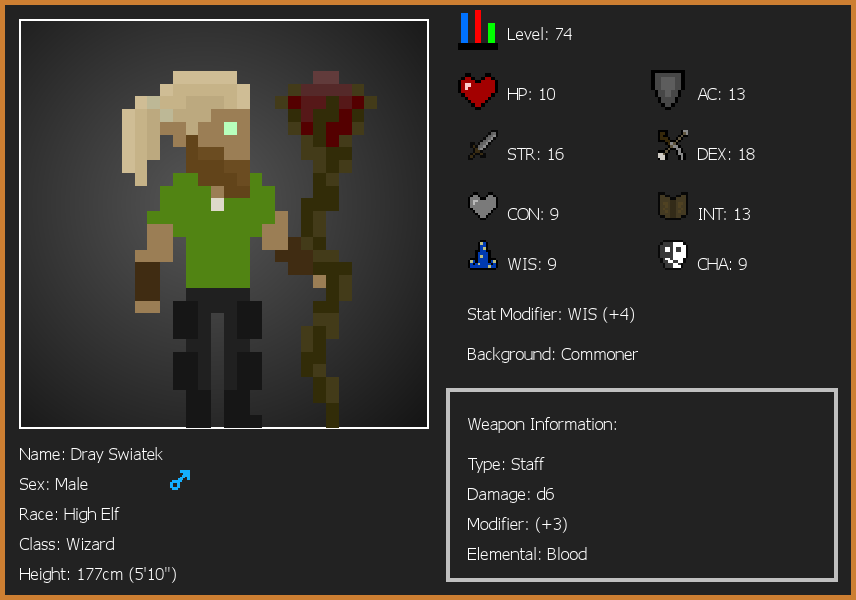 Level: 74
HP: 10
AC: 13
STR: 16
DEX: 18
CON: 9
INT: 13
WIS: 9
CHA: 9
Stat Modifier: WIS (+4)
Background: Commoner
Weapon Information:
Type: Staff
Damage: d6
Modifier: (+3)
Elemental: Blood
Name: Dray Swiatek
Sex: Male
Race: High Elf
Class: Wizard
Height: 177cm (5'10")